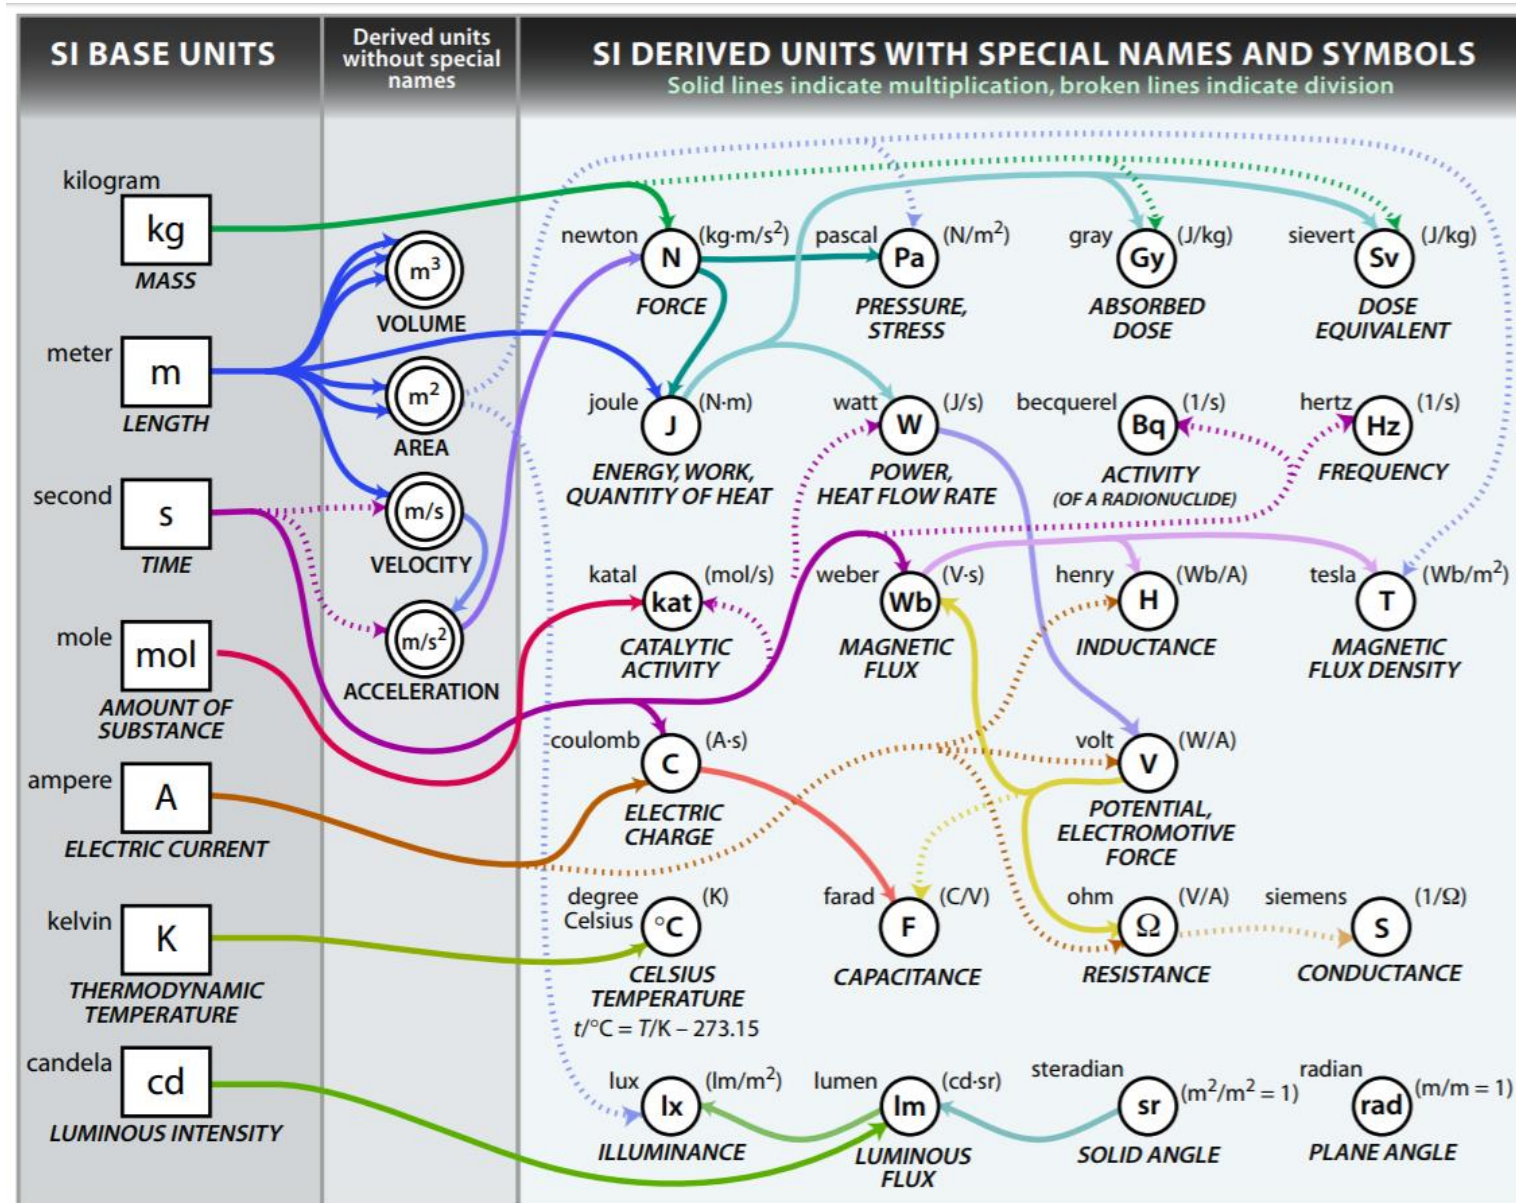 SI BASE UNITS
Derived units
without special
names
SI DERIVED UNITS WITH SPECIAL NAMES AND SYMBOLS
Solid lines indicate multiplication, broken lines indicate division
kilogram
kg
MASS
meter
m
LENGTH
second
s
TIME
mole
mol
AMOUNT OF
SUBSTANCE
ampere
A
ELECTRIC CURRENT
kelvin
K
THERMODYNAMIC
TEMPERATURE
candela
cd
LUMINOUS INTENSITY
m³
VOLUME
m²
AREA
m/s
VELOCITY
m/s²
ACCELERATION
newton
N
(kg·m/s²)
FORCE
pascal
Pa
(N/m²)
PRESSURE,
STRESS
gray
Gy
(J/kg)
ABSORBED
DOSE
sievert
Sv
(J/kg)
DOSE
EQUIVALENT
joule
J
(N·m)
ENERGY, WORK,
QUANTITY OF HEAT
watt
W
(J/s)
POWER,
HEAT FLOW RATE
becquerel
Bq
(1/s)
ACTIVITY
(OF A RADIONUCLIDE)
hertz
Hz
(1/s)
FREQUENCY
katal
kat
(mol/s)
CATALYTIC
ACTIVITY
weber
Wb
(V·s)
MAGNETIC
FLUX
henry
H
(Wb/A)
INDUCTANCE
tesla
T
(Wb/m²)
MAGNETIC
FLUX DENSITY
coulomb
C
(A·s)
ELECTRIC
CHARGE
volt
V
(W/A)
POTENTIAL,
ELECTROMOTIVE
FORCE
degree
Celsius
°C
(K)
CELSIUS
TEMPERATURE
t/°C = T/K – 273.15
farad
F
(C/V)
CAPACITANCE
ohm
Ω
(V/A)
RESISTANCE
siemens
S
(1/Ω)
CONDUCTANCE
lux
lx
(lm/m²)
ILLUMINANCE
lumen
lm
(cd·sr)
LUMINOUS
FLUX
steradian
sr
(m²/m² = 1)
SOLID ANGLE
radian
rad
(m/m = 1)
PLANE ANGLE